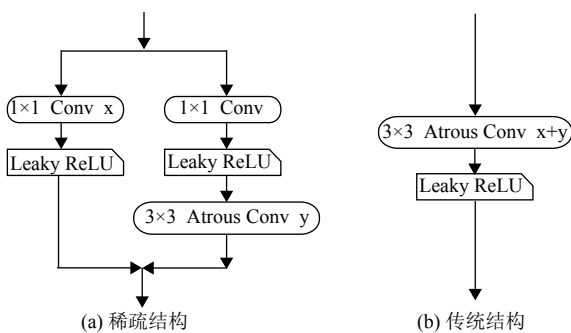 1×1 Conv x
1×1 Conv
Leaky ReLU
Leaky ReLU
3×3 Atrous Conv y
(a) 稀疏结构
3×3 Atrous Conv x+y
Leaky ReLU
(b) 传统结构